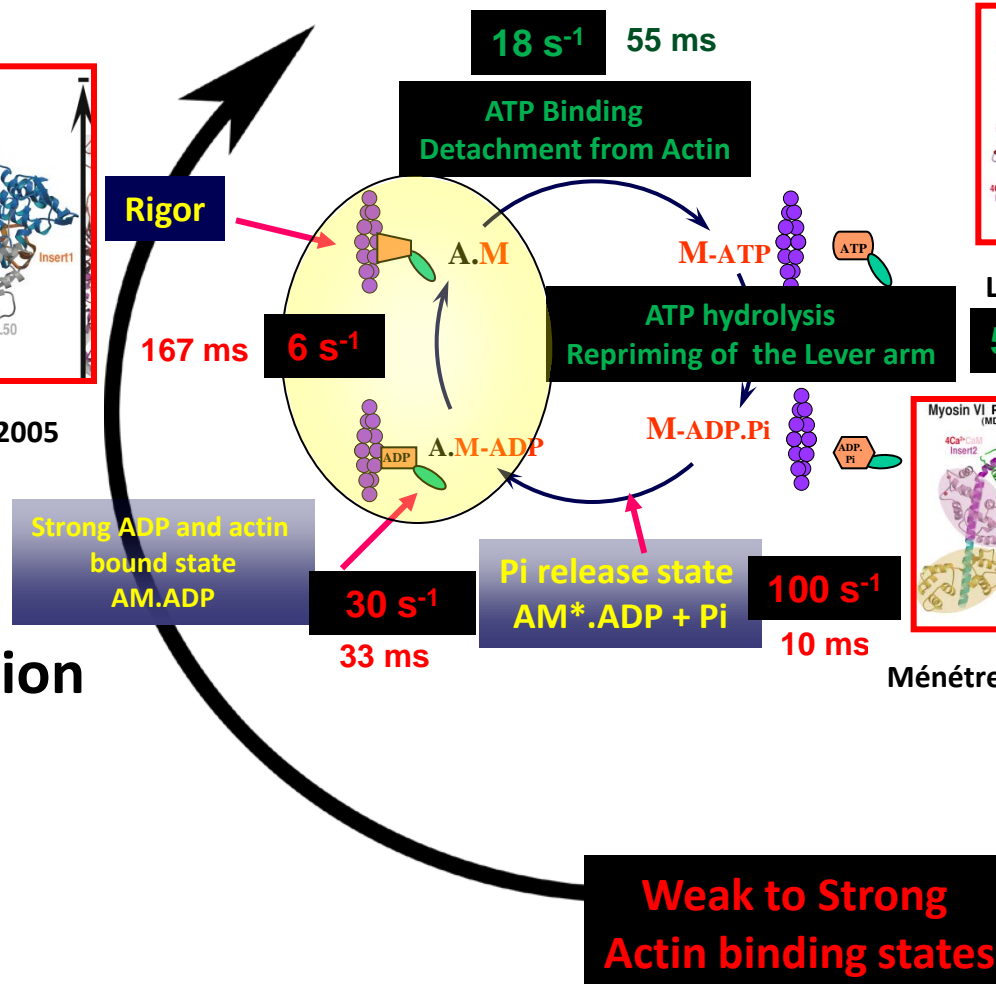 18 s-1
55 ms
ATP Binding
Detachment from Actin
Insert1
Rigor
A.M
M-ATP
ATP
ATP hydrolysis
Repriming of the Lever arm
167 ms
6 s-1
2005
Myosin VI
4Ca2+CaM
Insert2
A.M-ADP
ADP
M-ADP.Pi
ADP.
Pi
Strong ADP and actin
bound state
AM.ADP
Pi release state
AM*.ADP + Pi
30 s-1
33 ms
100 s-1
10 ms
ion
Ménétre
Weak to Strong
Actin binding states